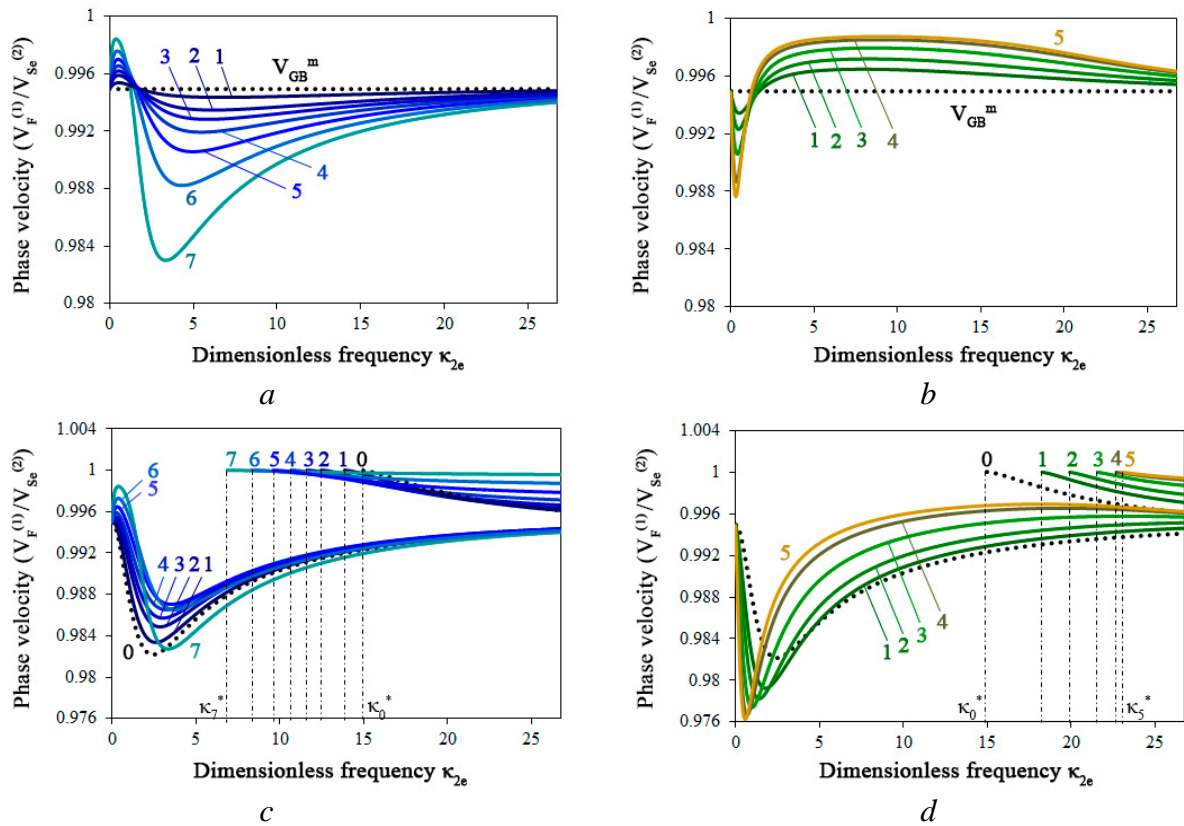 1
0.996
0.992
0.988
0.984
0.98
0 5 10 15 20 25
Phase velocity (V_F^(1)/V_Se^(2))
Dimensionless frequency κ_2e
V_GB^m
3 2 1
4
5
6
7
a
1
0.996
0.992
0.988
0.984
0.98
0 5 10 15 20 25
Phase velocity (V_F^(1)/V_Se^(2))
Dimensionless frequency κ_2e
5
V_GB^m
1 2 3 4
b
1.004
1
0.996
0.992
0.988
0.984
0.98
0.976
0 5 10 15 20 25
Phase velocity (V_F^(1)/V_Se^(2))
Dimensionless frequency κ_2e
7 6 5 4 3 2 1 0
6
5
4 3 2 1
0
7
κ_7^*
κ_0^*
c
1.004
1
0.996
0.992
0.988
0.984
0.98
0.976
0 5 10 15 20 25
Phase velocity (V_F^(1)/V_Se^(2))
Dimensionless frequency κ_2e
0 1 2 3 4 5
5
1 2 3 4
κ_0^*
κ_5^*
d